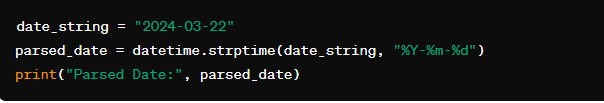 date_string = "2024-03-22"
parsed_date = datetime.strptime(date_string, "%Y-%m-%d")
print("Parsed Date:", parsed_date)